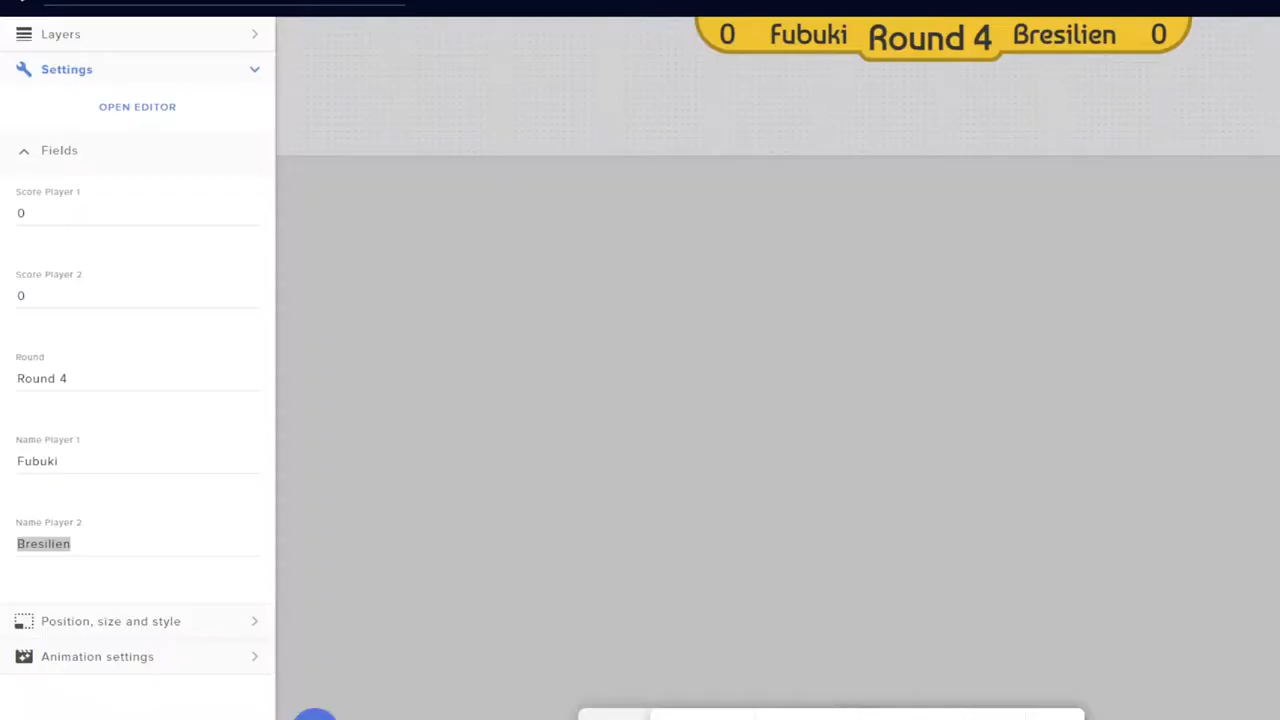 Layers
Settings
OPEN EDITOR
Fields
Score Player 1
0
Score Player 2
0
Round
Round 4
Name Player 1
Fubuki
Name Player 2
Bresilien
Position, size and style
Animation settings
0 Fubuki Round 4 Bresilien 0